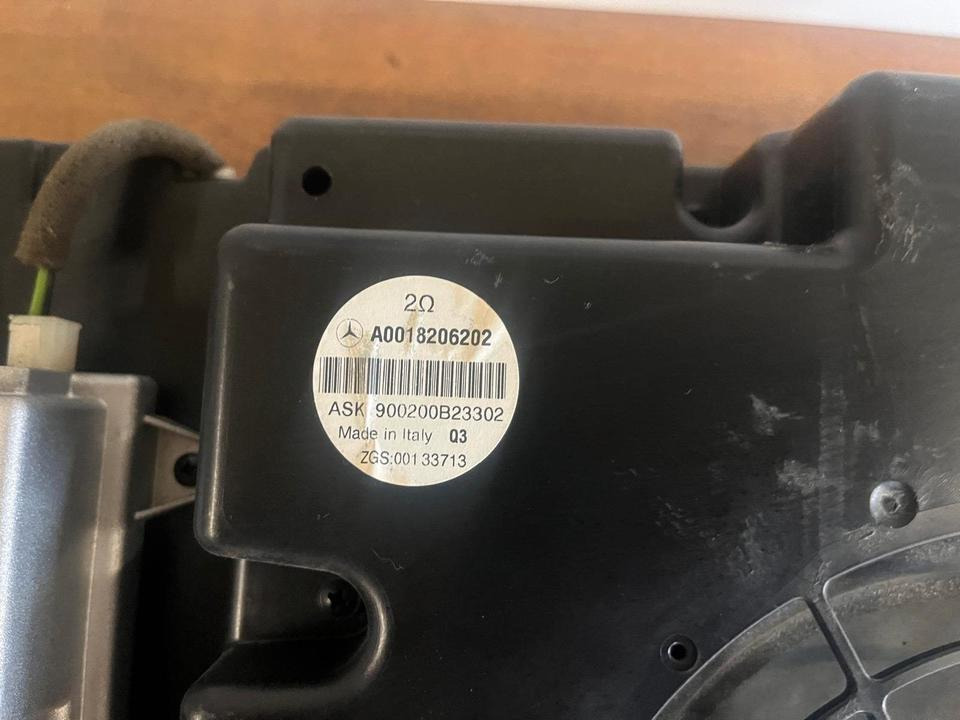 2Ω
A0018206202
ASK 900200B23302
Made in Italy Q3
ZGS:001 33713